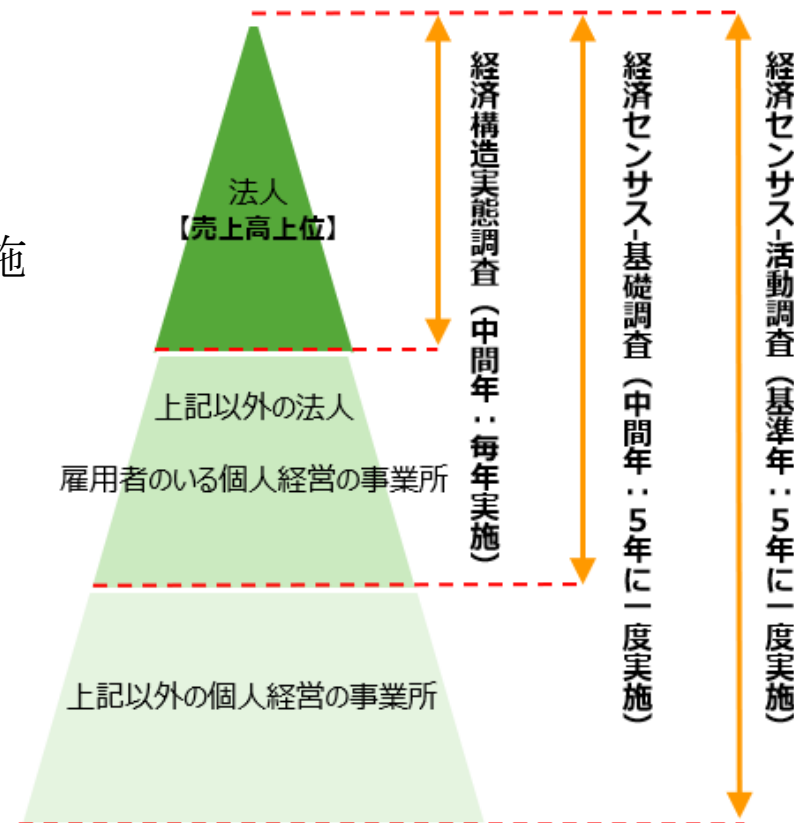 施
法人
【売上高上位】
上記以外の法人
雇用者のいる個人経営の事業所
上記以外の個人経営の事業所
経済構造実態調査（中間年：毎年実施）
経済センサス-基礎調査（中間年：５年に一度実施）
経済センサス-活動調査（基準年：５年に一度実施）